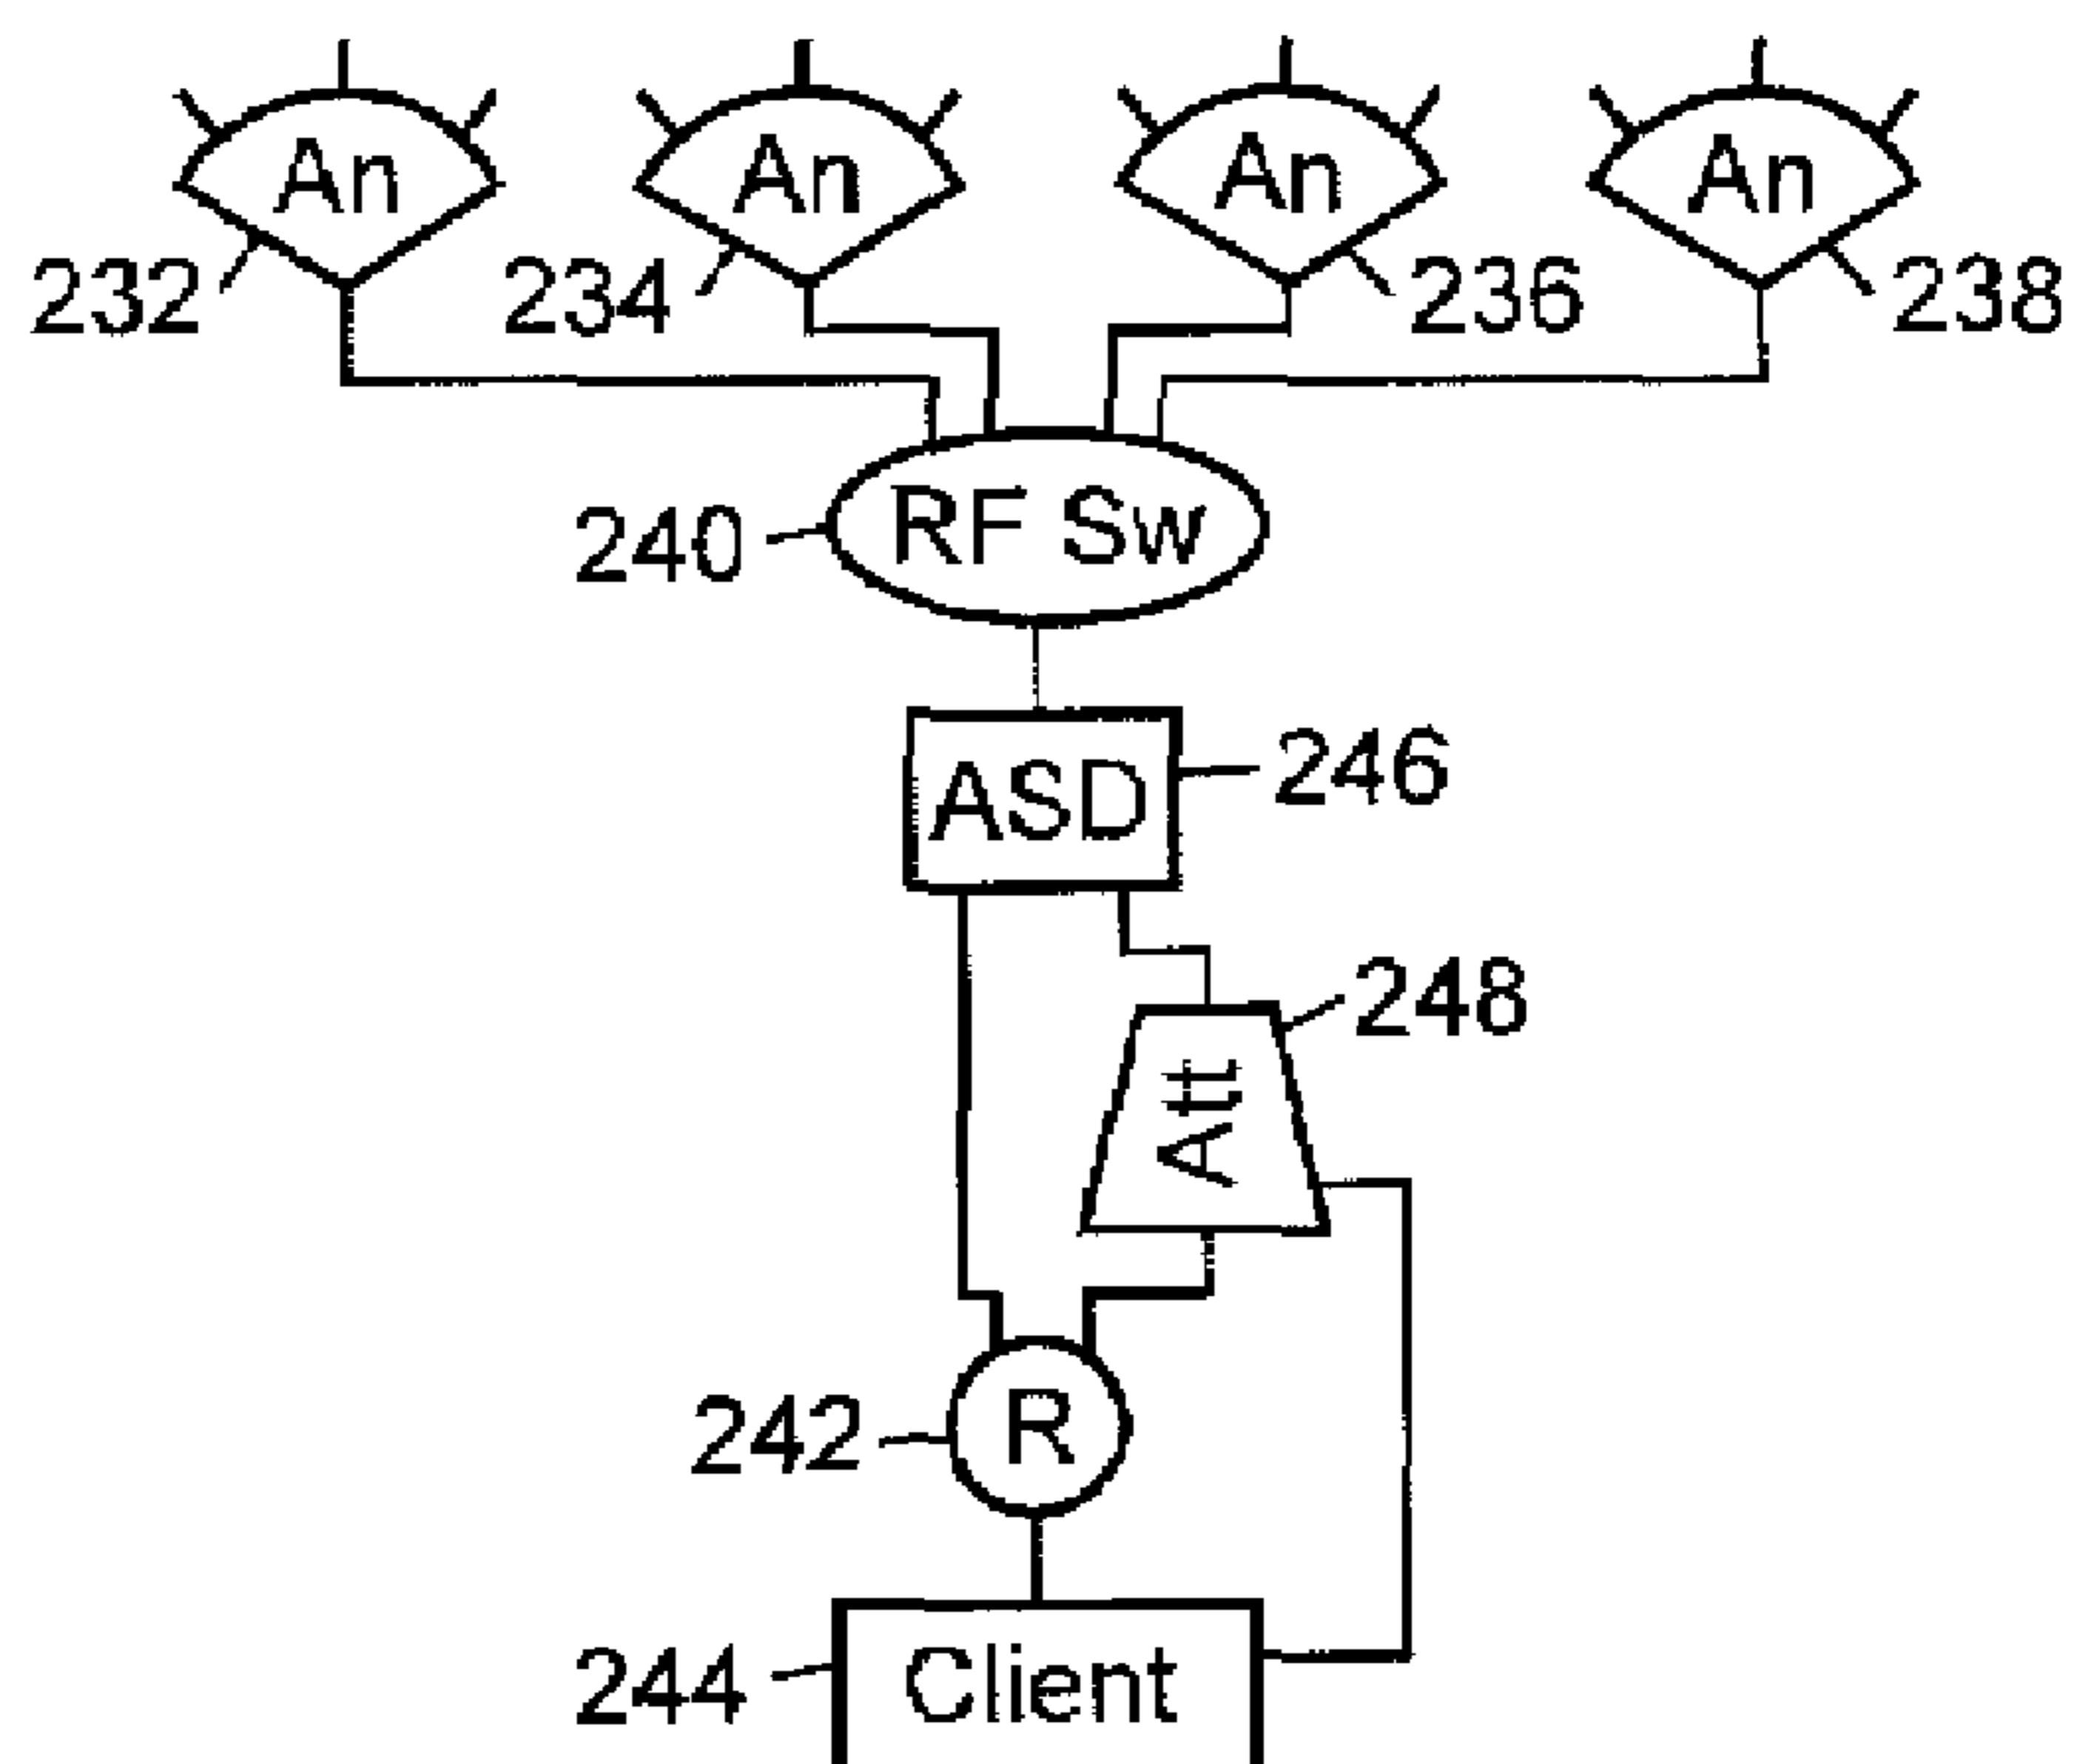 An An An An
232 234 236 238
240 RF Sw
ASD 246
248
Att
242 R
244 Client